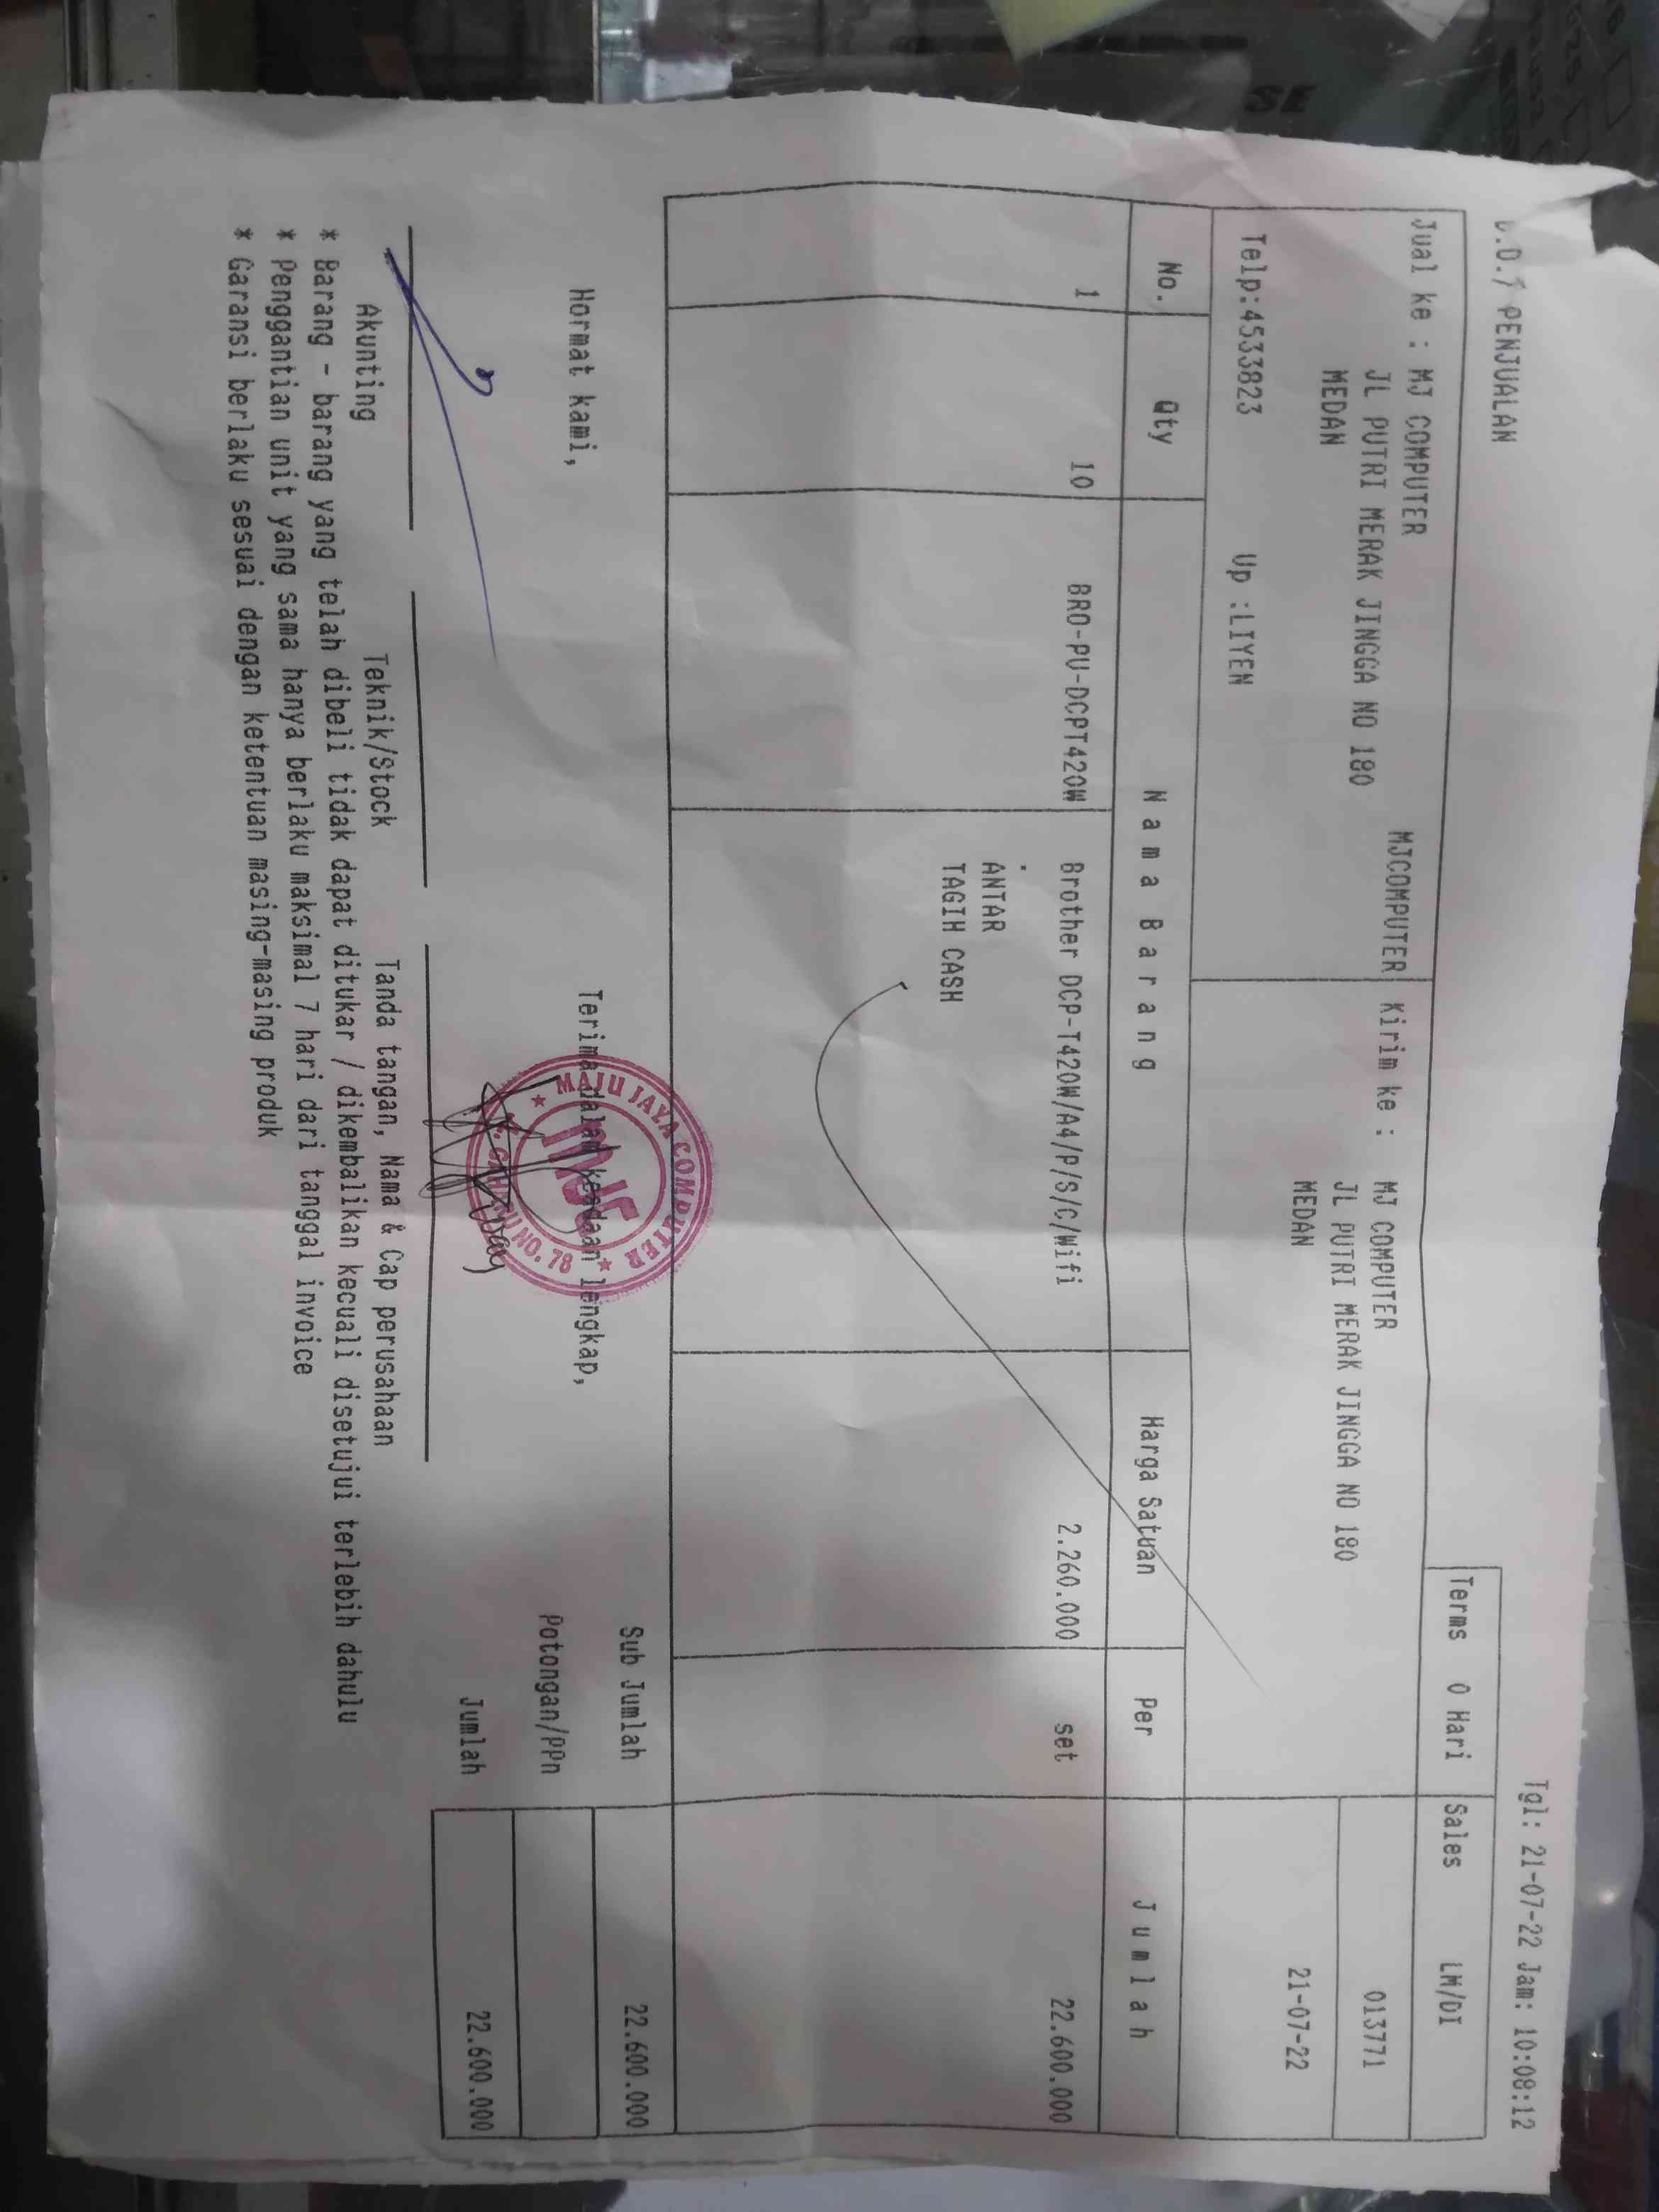 PENJUALAN
Tgl: 21-07-22 Jam: 10:08:12
Terms 0 Hari Sales LM/DI
Jual ke : MJ COMPUTER MJCOMPUTER Kirim ke : MJ COMPUTER 013771
JL PUTRI MERAK JINGGA NO 180 JL PUTRI MERAK JINGGA NO 180
MEDAN MEDAN 21-07-22
Telp:4533823 Up :LIYEN
No. Qty Nama Barang Harga Satuan Per Jumlah
1 10 BRO-PU-DCPT420W Brother DCP-T420W/A4/P/S/C/Wifi 2.260.000 set 22.600.000
.
ANTAR
TAGIH CASH
Hormat kami, Terima dalam keadaan lengkap, Sub Jumlah 22.600.000
Potongan/PPn
Jumlah 22.600.000
MAJU JAYA COMPUTER
NO. 78
Akunting Teknik/Stock Tanda tangan, Nama & Cap perusahaan
* Barang - barang yang telah dibeli tidak dapat ditukar / dikembalikan kecuali disetujui terlebih dahulu
* Penggantian unit yang sama hanya berlaku maksimal 7 hari dari tanggal invoice
* Garansi berlaku sesuai dengan ketentuan masing-masing produk
SE